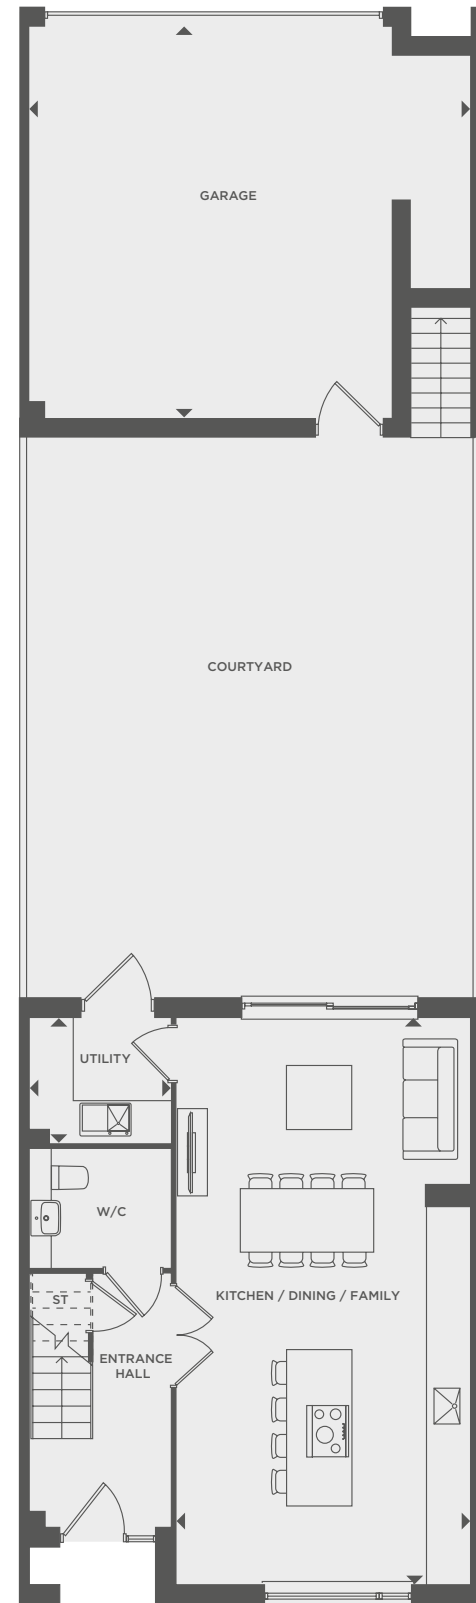 GARAGE
COURTYARD
UTILITY
W/C
ST
KITCHEN / DINING / FAMILY
ENTRANCE
HALL